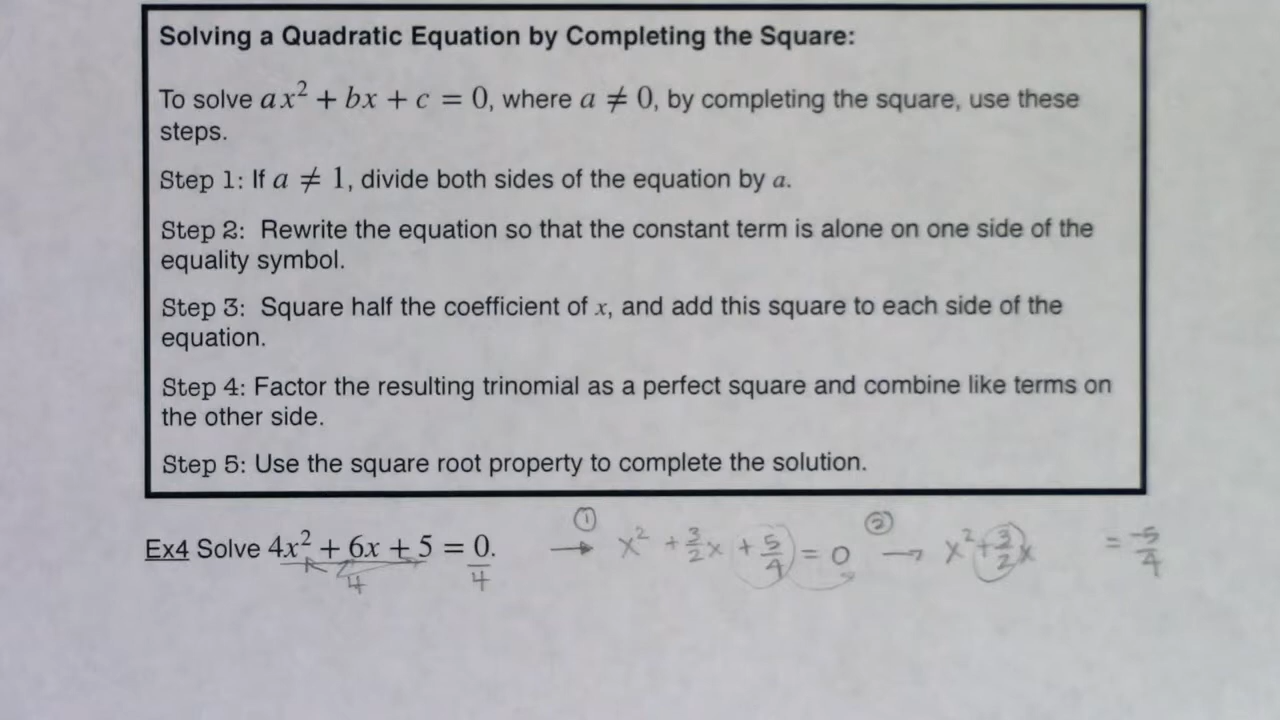 Solving a Quadratic Equation by Completing the Square:
To solve ax² + bx + c = 0, where a ≠ 0, by completing the square, use these
steps.
Step 1: If a ≠ 1, divide both sides of the equation by a.
Step 2: Rewrite the equation so that the constant term is alone on one side of the
equality symbol.
Step 3: Square half the coefficient of x, and add this square to each side of the
equation.
Step 4: Factor the resulting trinomial as a perfect square and combine like terms on
the other side.
Step 5: Use the square root property to complete the solution.
Ex4 Solve 4x² + 6x + 5 = 0. ① → x² + 3/2 x + 5/4 = 0 ② → x² + 3/2 x = -5/4
4 4